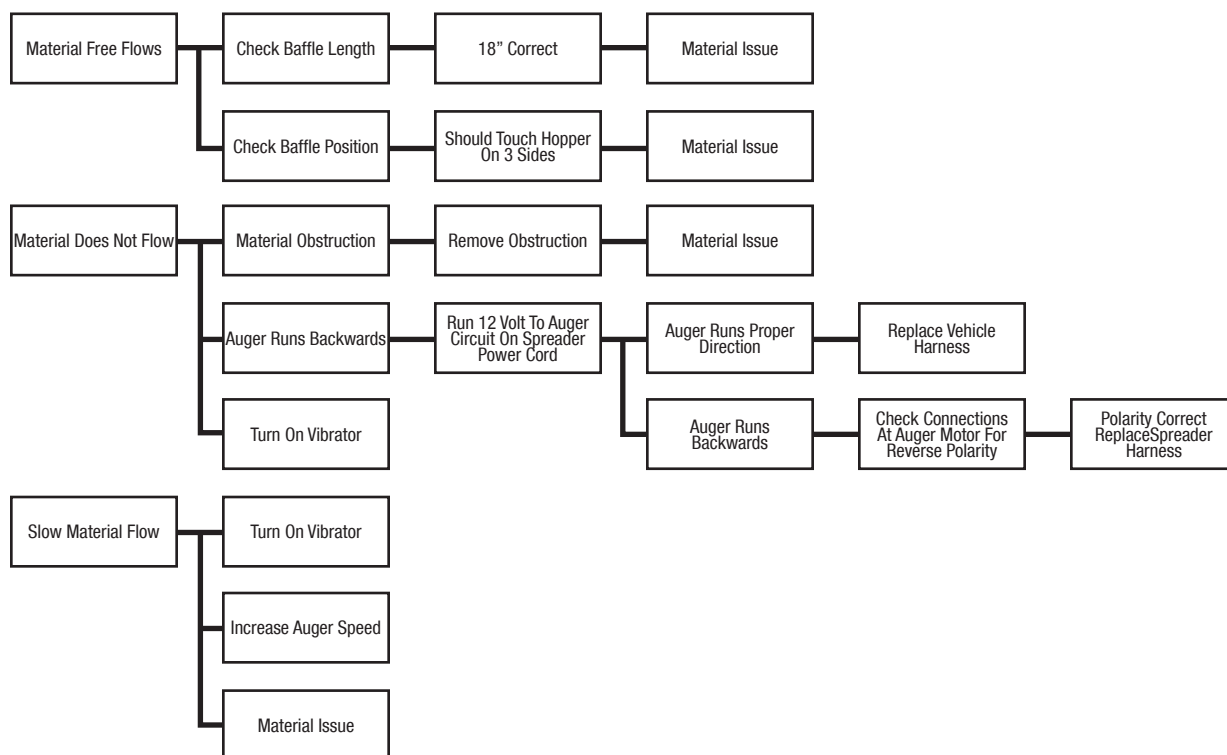 Material Free Flows
Check Baffle Length
18” Correct
Material Issue
Check Baffle Position
Should Touch Hopper
On 3 Sides
Material Issue
Material Does Not Flow
Material Obstruction
Remove Obstruction
Material Issue
Auger Runs Backwards
Run 12 Volt To Auger
Circuit On Spreader
Power Cord
Auger Runs Proper
Direction
Replace Vehicle
Harness
Auger Runs
Backwards
Check Connections
At Auger Motor For
Reverse Polarity
Polarity Correct
ReplaceSpreader
Harness
Turn On Vibrator
Slow Material Flow
Turn On Vibrator
Increase Auger Speed
Material Issue